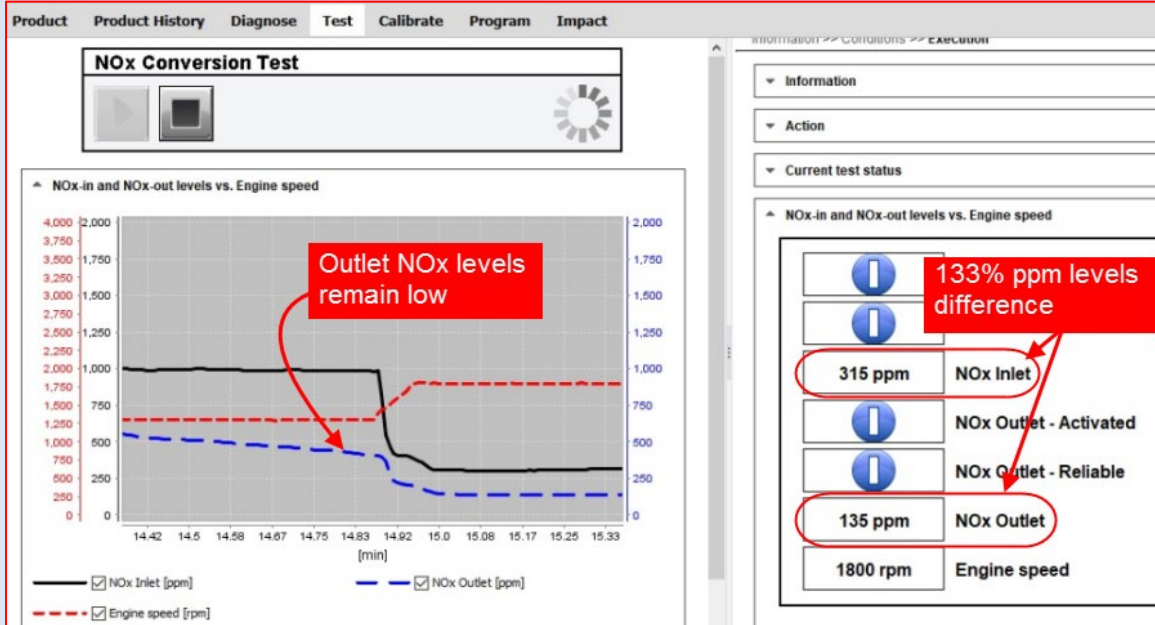 Product Product History Diagnose Test Calibrate Program Impact
Information >> Conditions >> Execution
NOx Conversion Test
Information
Action
Current test status
NOx-in and NOx-out levels vs. Engine speed
4,000 2,000 2,000
3,750
3,500 1,750 1,750
3,250
3,000 1,500 1,500
2,750
2,500 1,250 1,250
2,250
2,000 1,000 1,000
1,750
1,500 750 750
1,250
1,000 500 500
750
500 250 250
250
0 0 0
14.42 14.5 14.58 14.67 14.75 14.83 14.92 15.0 15.08 15.17 15.25 15.33
[min]
Outlet NOx levels
remain low
NOx Inlet [ppm] NOx Outlet [ppm]
Engine speed [rpm]
NOx-in and NOx-out levels vs. Engine speed
133% ppm levels
difference
315 ppm NOx Inlet
NOx Outlet - Activated
NOx Outlet - Reliable
135 ppm NOx Outlet
1800 rpm Engine speed